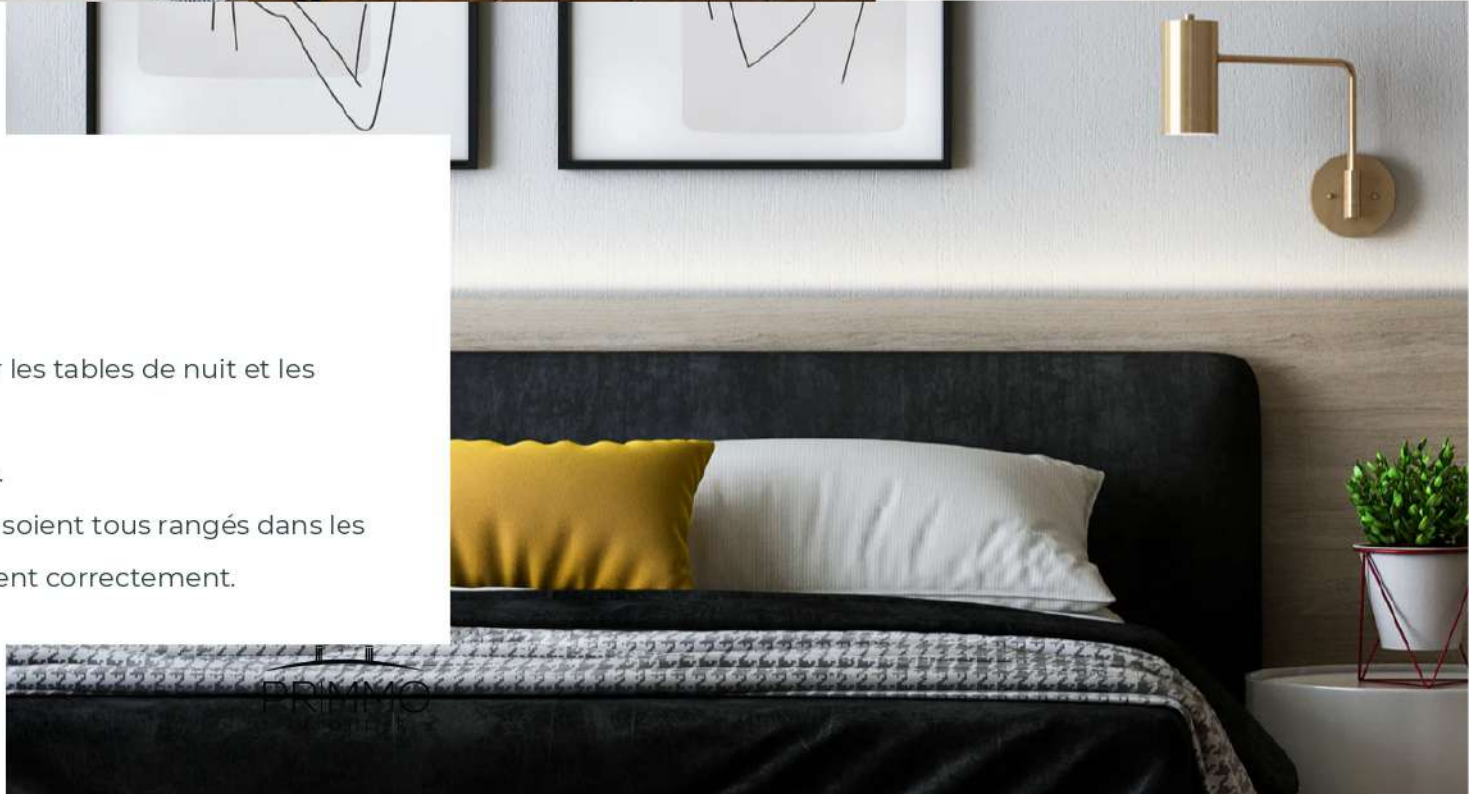 les tables de nuit et les
.
soient tous rangés dans les
ent correctement.
PRIMMO